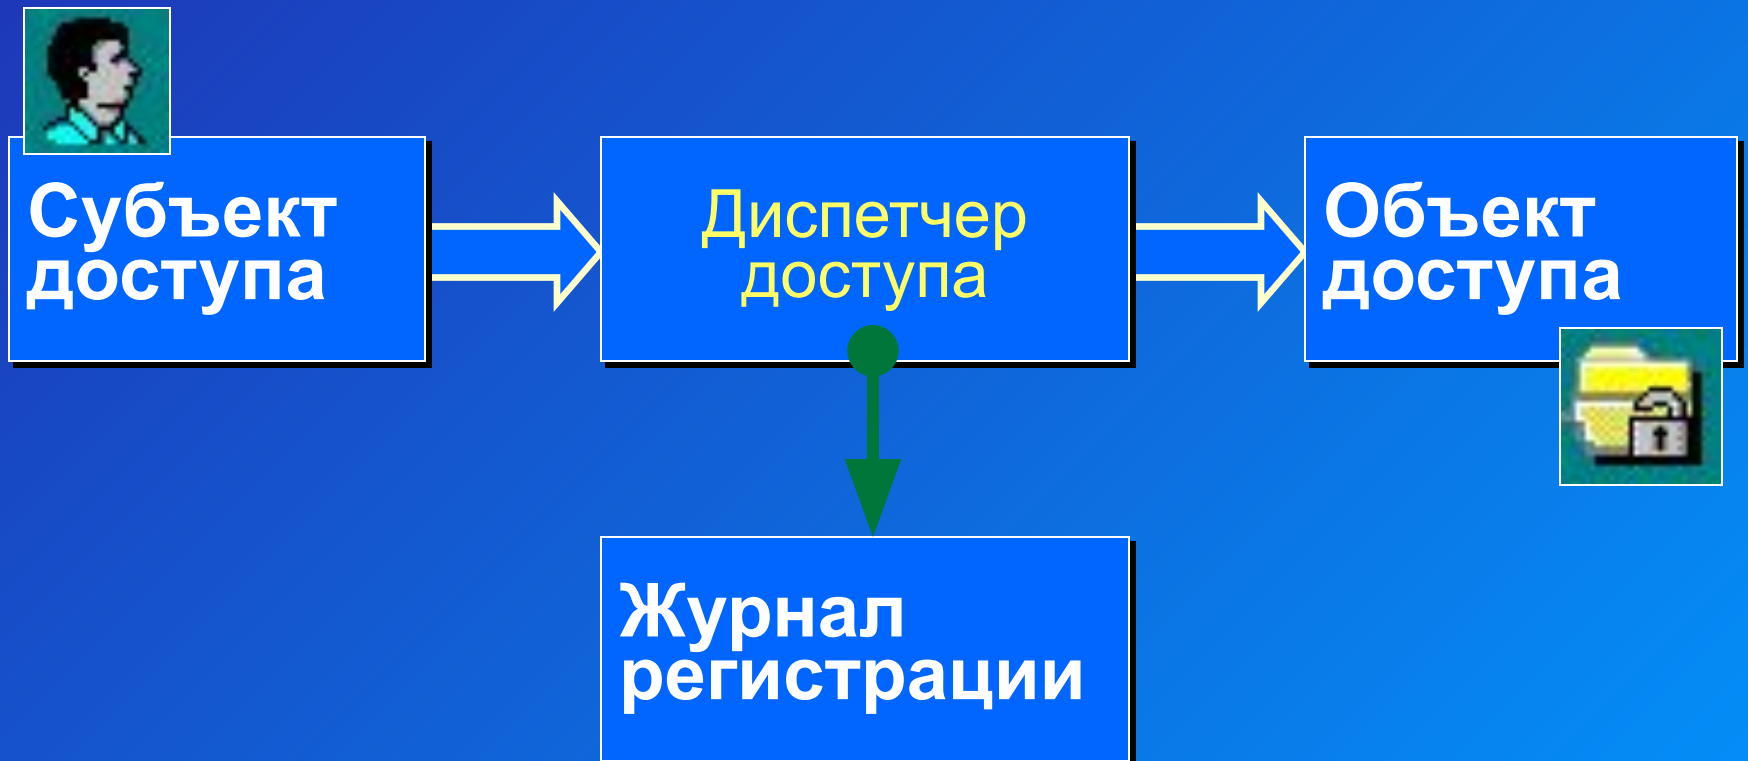 Субъект
доступа
Диспетчер
доступа
Объект
доступа
Журнал
регистрации